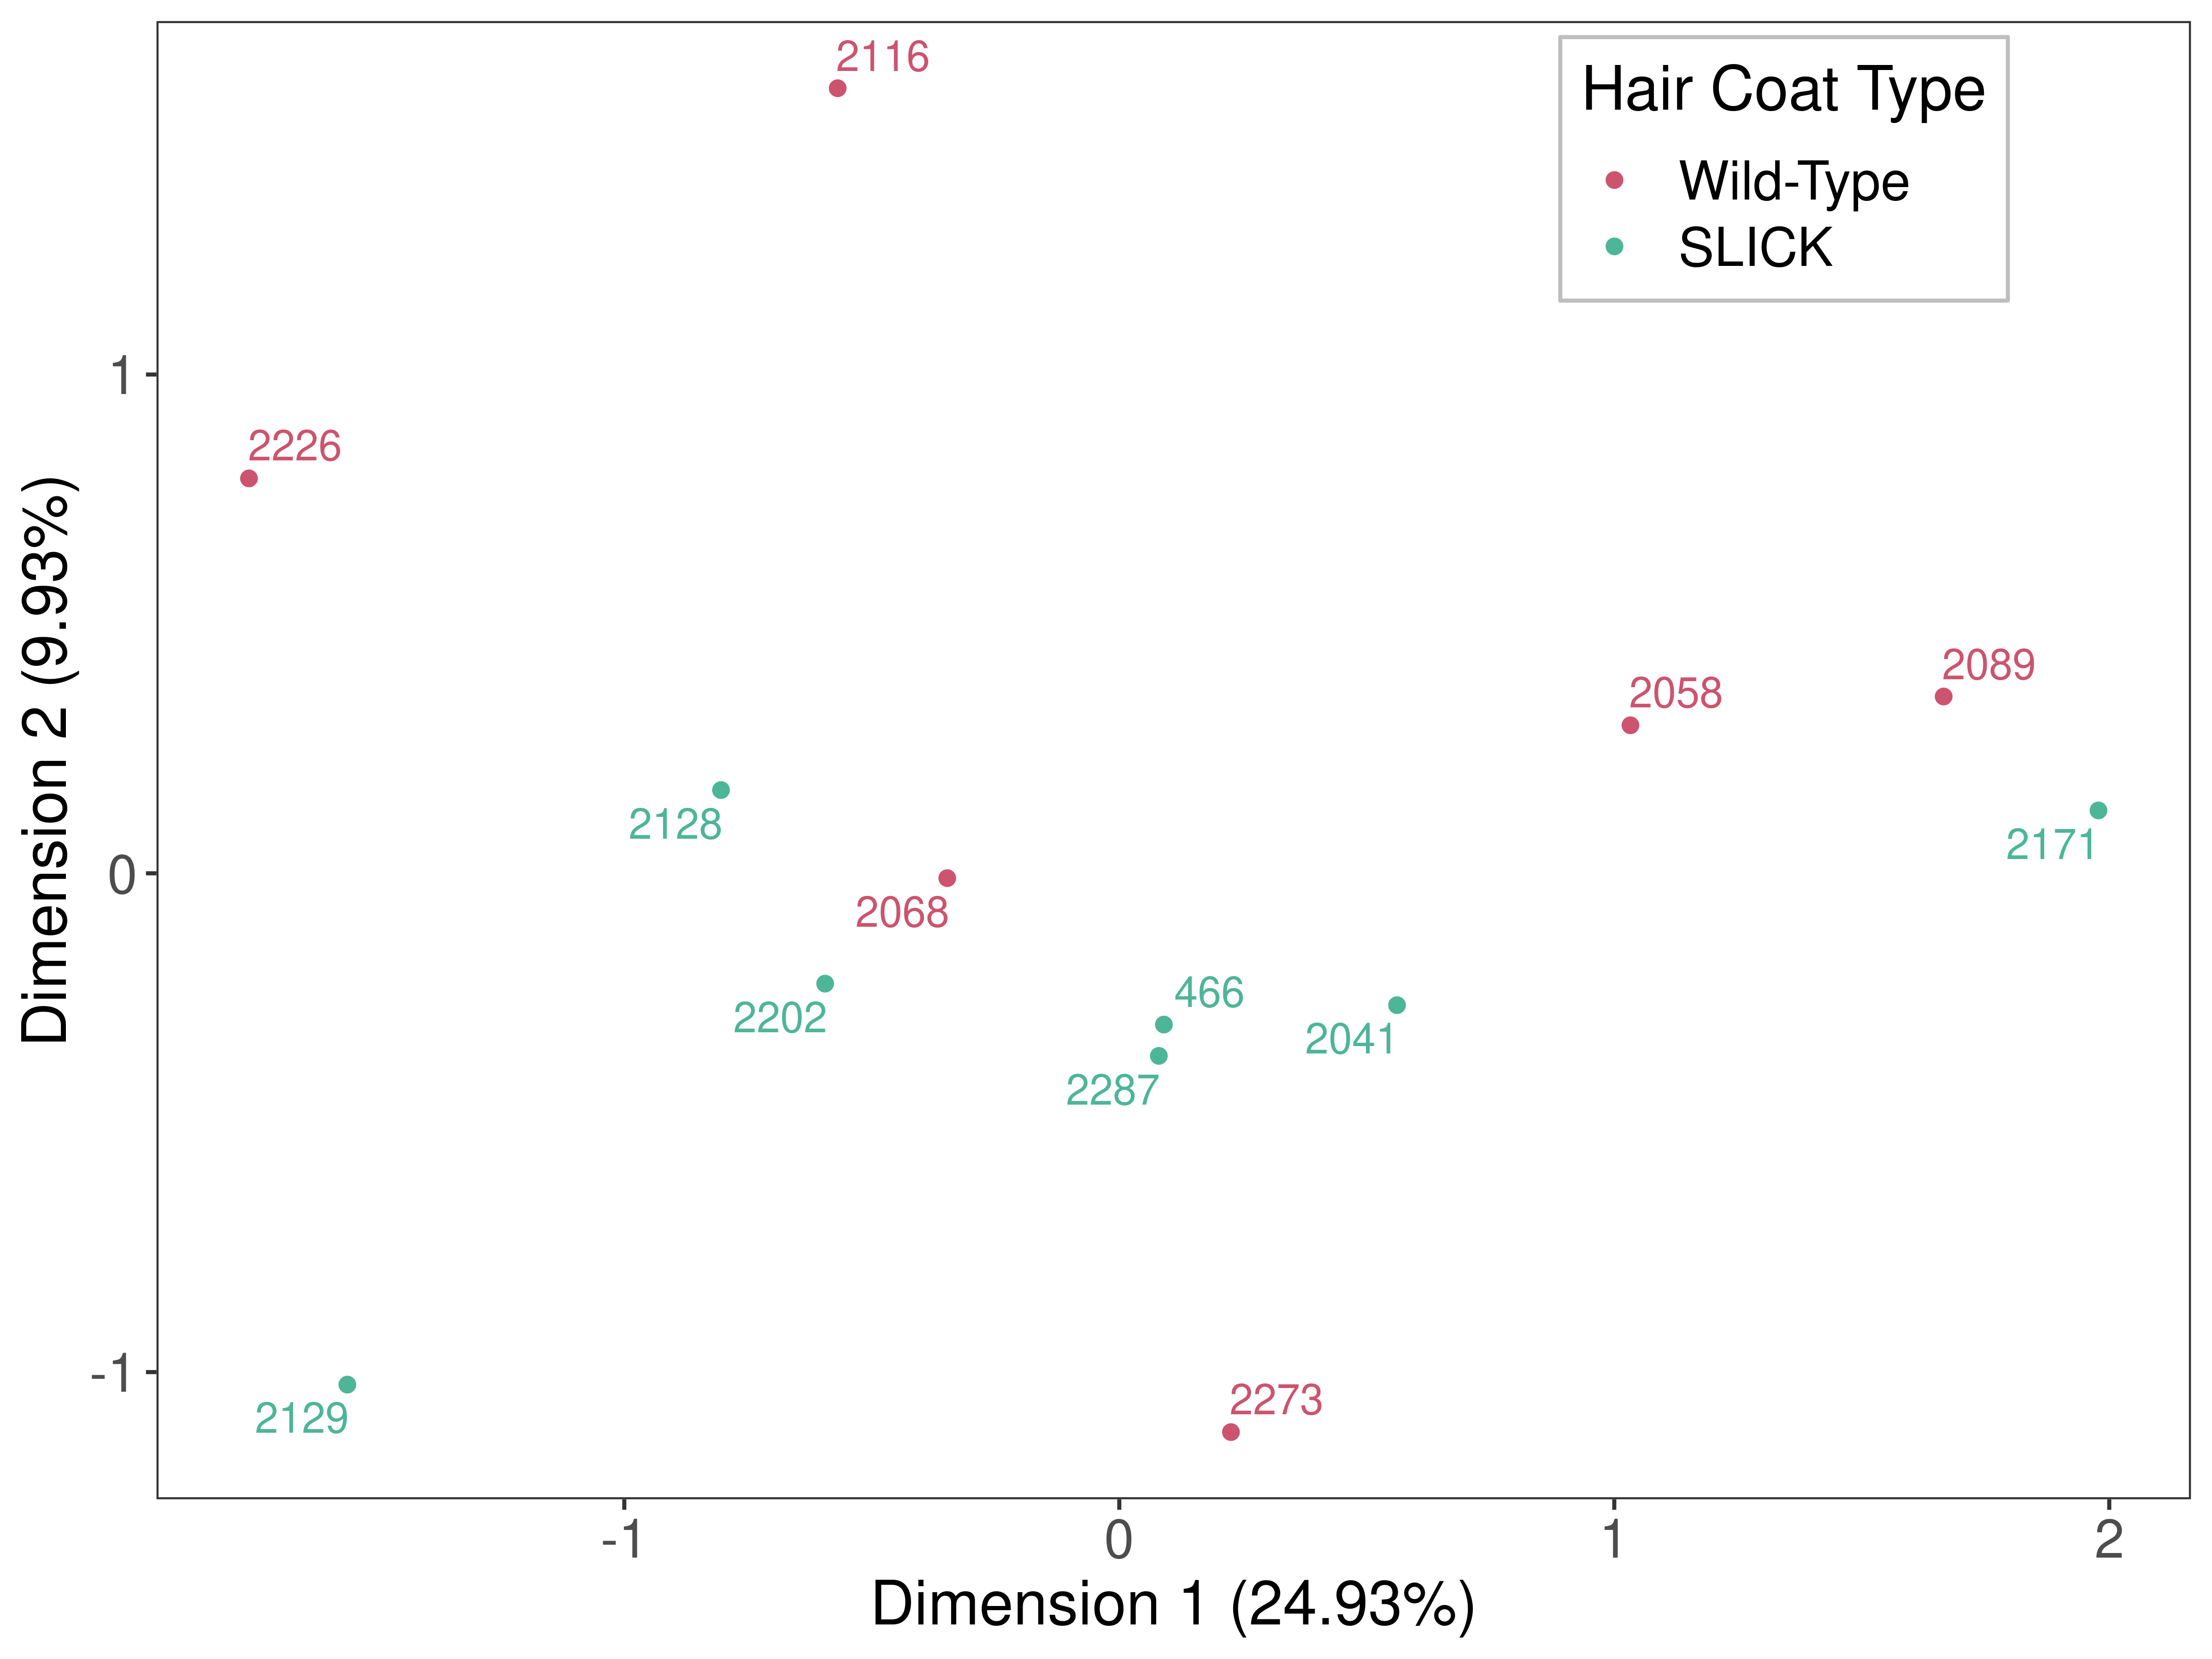 2116
Hair Coat Type
Wild-Type
SLICK
1
2226
2089
2058
2128
2171
0
2068
466
2202
2041
2287
-1
2273
2129
-1 0 1 2
Dimension 1 (24.93%)
Dimension 2 (9.93%)